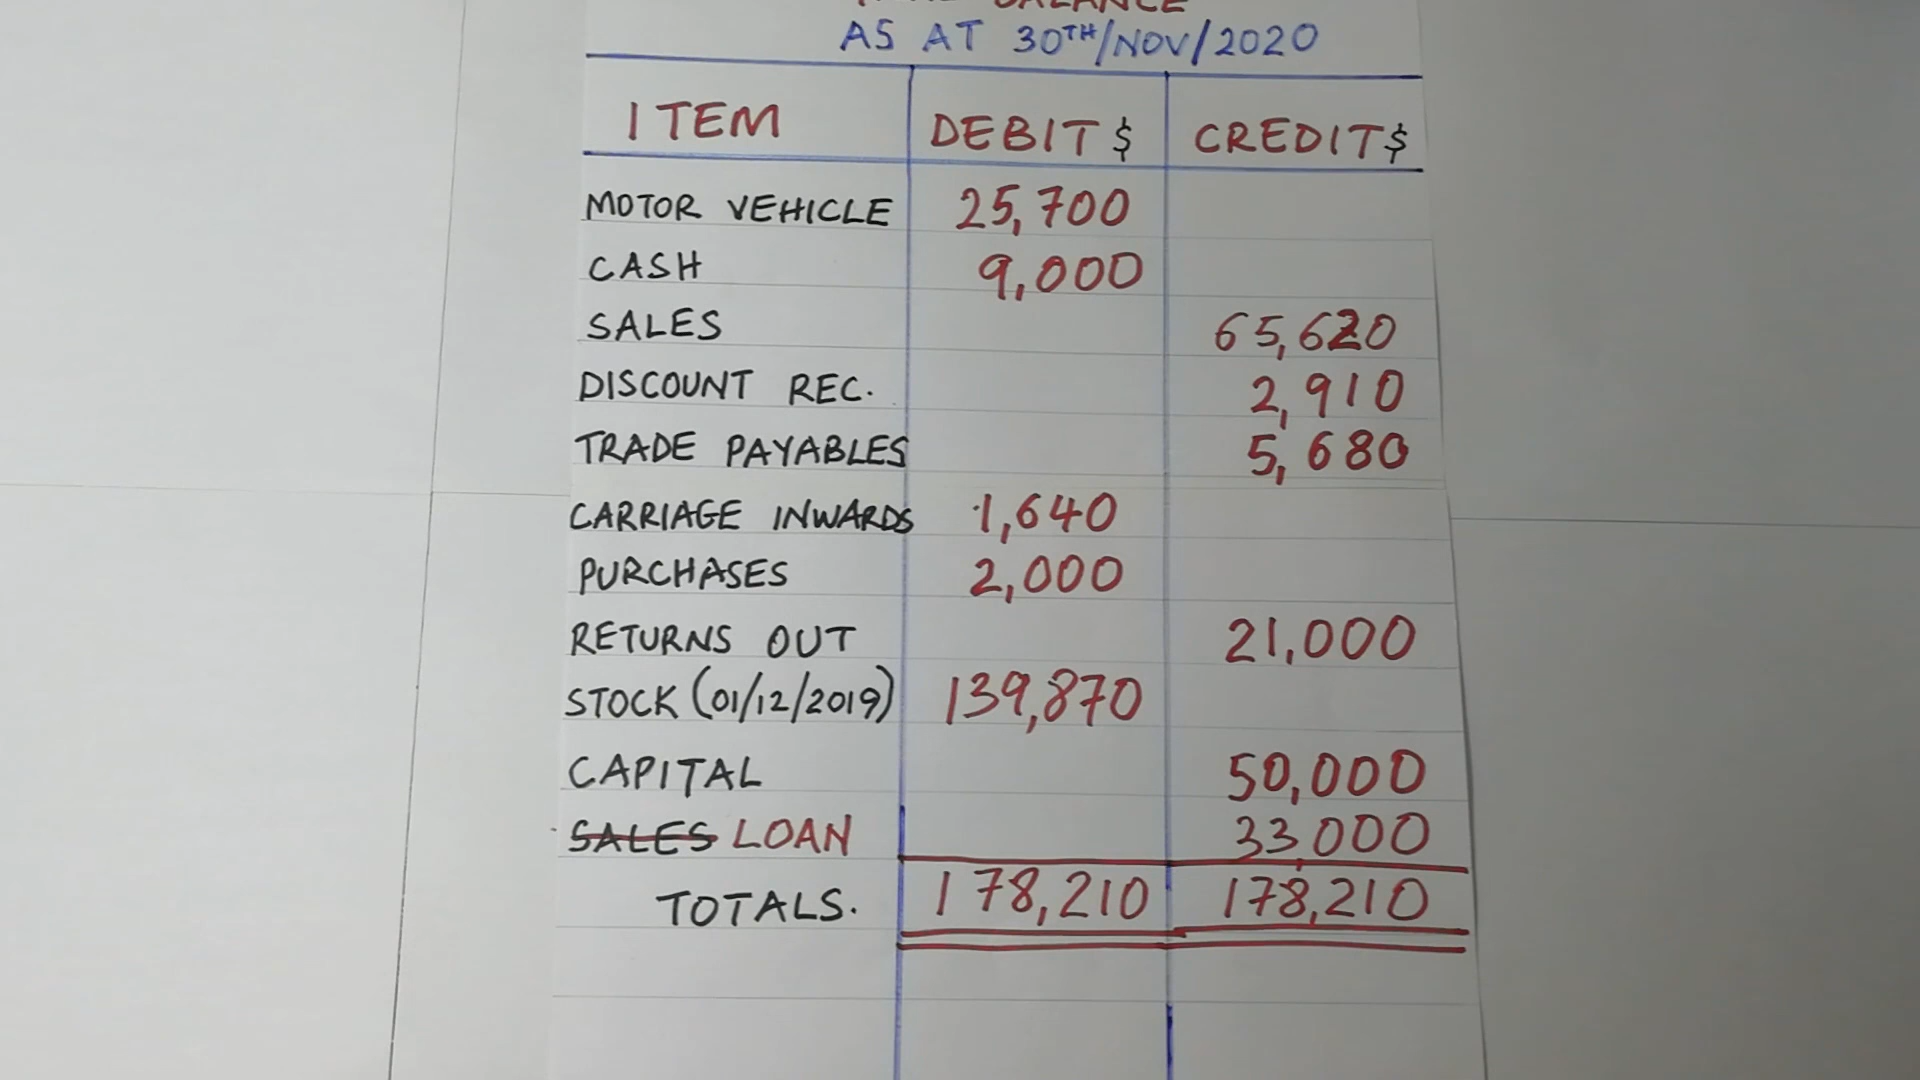 BALANCE
AS AT 30TH/NOV/2020
ITEM DEBIT $ CREDIT $
MOTOR VEHICLE 25,700
CASH 9,000
SALES 65,620
DISCOUNT REC. 2,910
TRADE PAYABLES 5,680
CARRIAGE INWARDS 1,640
PURCHASES 2,000
RETURNS OUT 21,000
STOCK (01/12/2019) 139,870
CAPITAL 50,000
SALES LOAN 33,000
TOTALS. 178,210 178,210